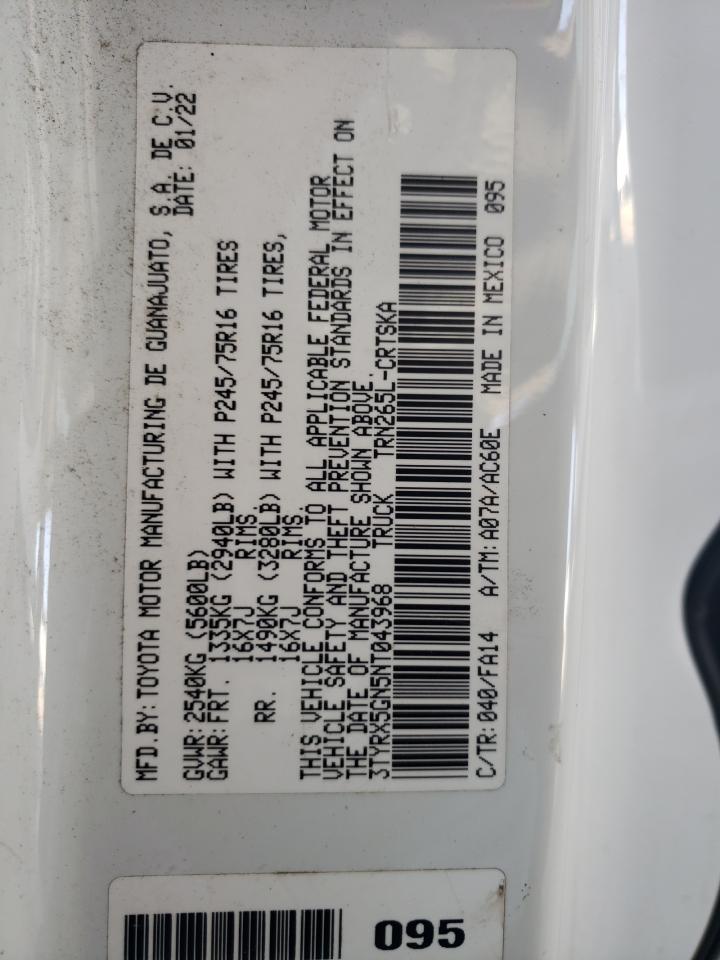 MFD.BY:TOYOTA MOTOR MANUFACTURING DE GUANAJUATO, S.A. DE C.V.
DATE: 01/22
GVWR:2540KG (5600LB)
GAWR:FRT. 1335KG (2940LB) WITH P245/75R16 TIRES
16X7J RIMS.
RR. 1490KG (3280LB) WITH P245/75R16 TIRES,
16X7J RIMS.
THIS VEHICLE CONFORMS TO ALL APPLICABLE FEDERAL MOTOR
VEHICLE SAFETY AND THEFT PREVENTION STANDARDS IN EFFECT ON
THE DATE OF MANUFACTURE SHOWN ABOVE.
3TYRX5GN5NT043968 TRUCK TRN265L-CRTSKA
C/TR:040/FA14 A/TM:A07A/AC60E MADE IN MEXICO 095
095